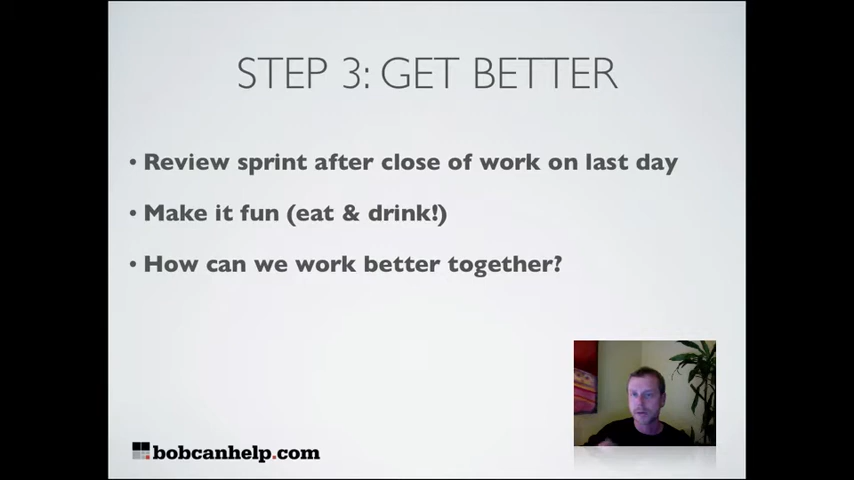 STEP 3: GET BETTER
• Review sprint after close of work on last day
• Make it fun (eat & drink!)
• How can we work better together?
bobcanhelp.com